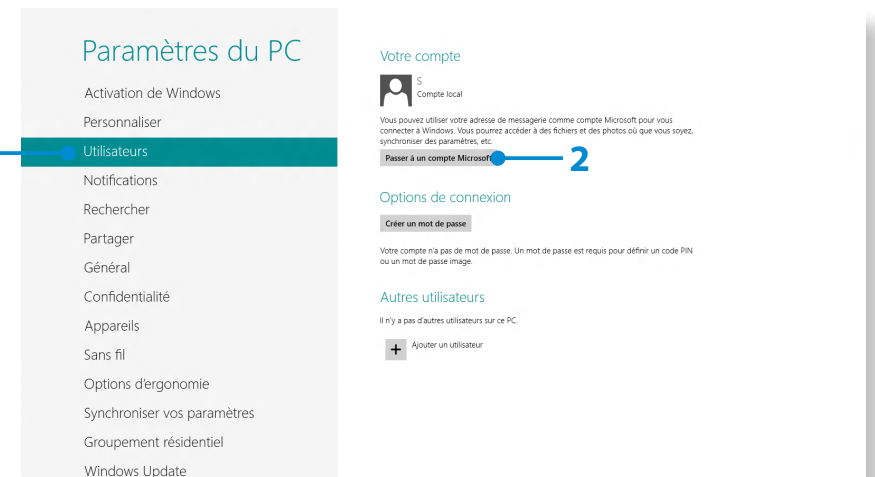 Paramètres du PC
Activation de Windows
Personnaliser
Utilisateurs
Notifications
Rechercher
Partager
Général
Confidentialité
Appareils
Sans fil
Options d'ergonomie
Synchroniser vos paramètres
Groupement résidentiel
Windows Update
Votre compte
S
Compte local
Vous pouvez utiliser votre adresse de messagerie comme compte Microsoft pour vous
connecter à Windows. Vous pourrez accéder à des fichiers et des photos où que vous soyez,
synchroniser des paramètres, etc.
Passer à un compte Microsoft
2
Options de connexion
Créer un mot de passe
Votre compte n'a pas de mot de passe. Un mot de passe est requis pour définir un code PIN
ou un mot de passe image.
Autres utilisateurs
Il n'y a pas d'autres utilisateurs sur ce PC.
+ Ajouter un utilisateur